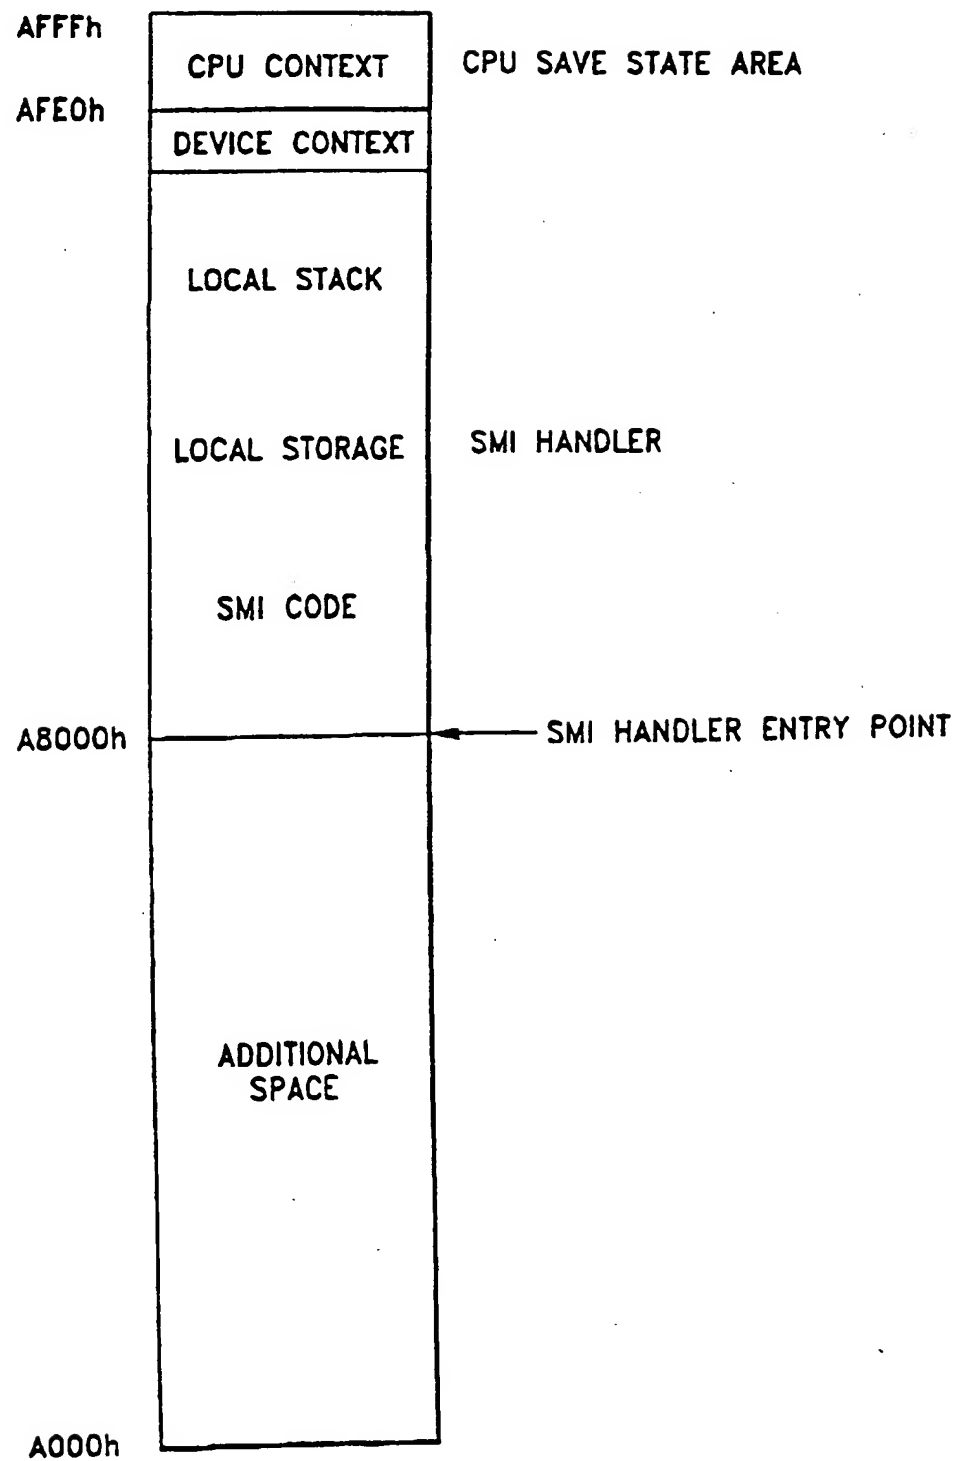 AFFFh
CPU CONTEXT
CPU SAVE STATE AREA
AFE0h
DEVICE CONTEXT
LOCAL STACK
LOCAL STORAGE
SMI HANDLER
SMI CODE
A8000h
SMI HANDLER ENTRY POINT
ADDITIONAL
SPACE
A000h